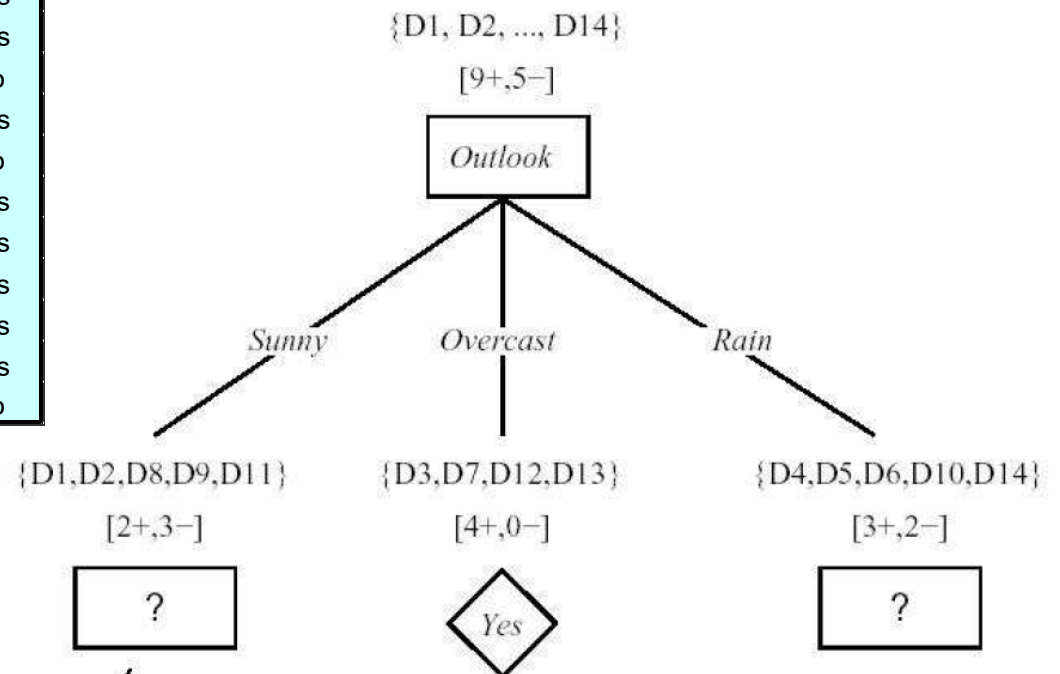 {D1, D2, ..., D14}
[9+,5−]
Outlook
Sunny
Overcast
Rain
{D1,D2,D8,D9,D11}
{D3,D7,D12,D13}
{D4,D5,D6,D10,D14}
[2+,3−]
[4+,0−]
[3+,2−]
?
Yes
?